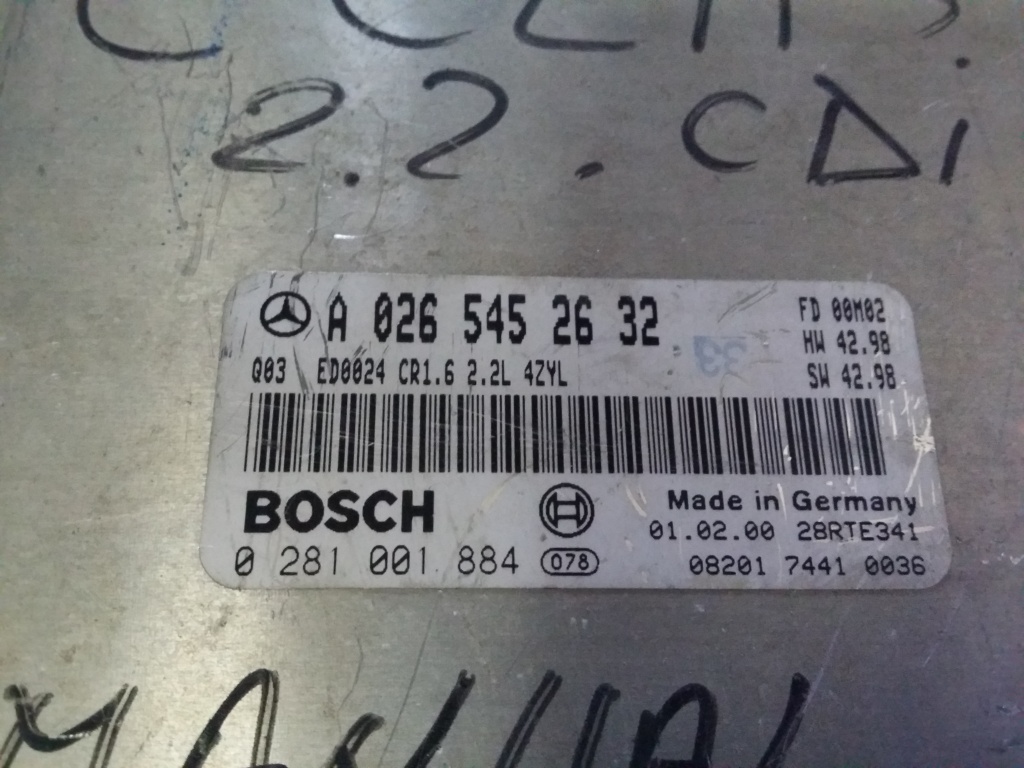 C CLAS
2.2. CDi
A 026 545 26 32
FD 00M02
HW 42.98
Q03 ED0024 CR1.6 2.2L 4ZYL
SW 42.98
BOSCH
Made in Germany
01.02.00 28RTE341
0 281 001 884 078
08201 7441 0036
MANUAL